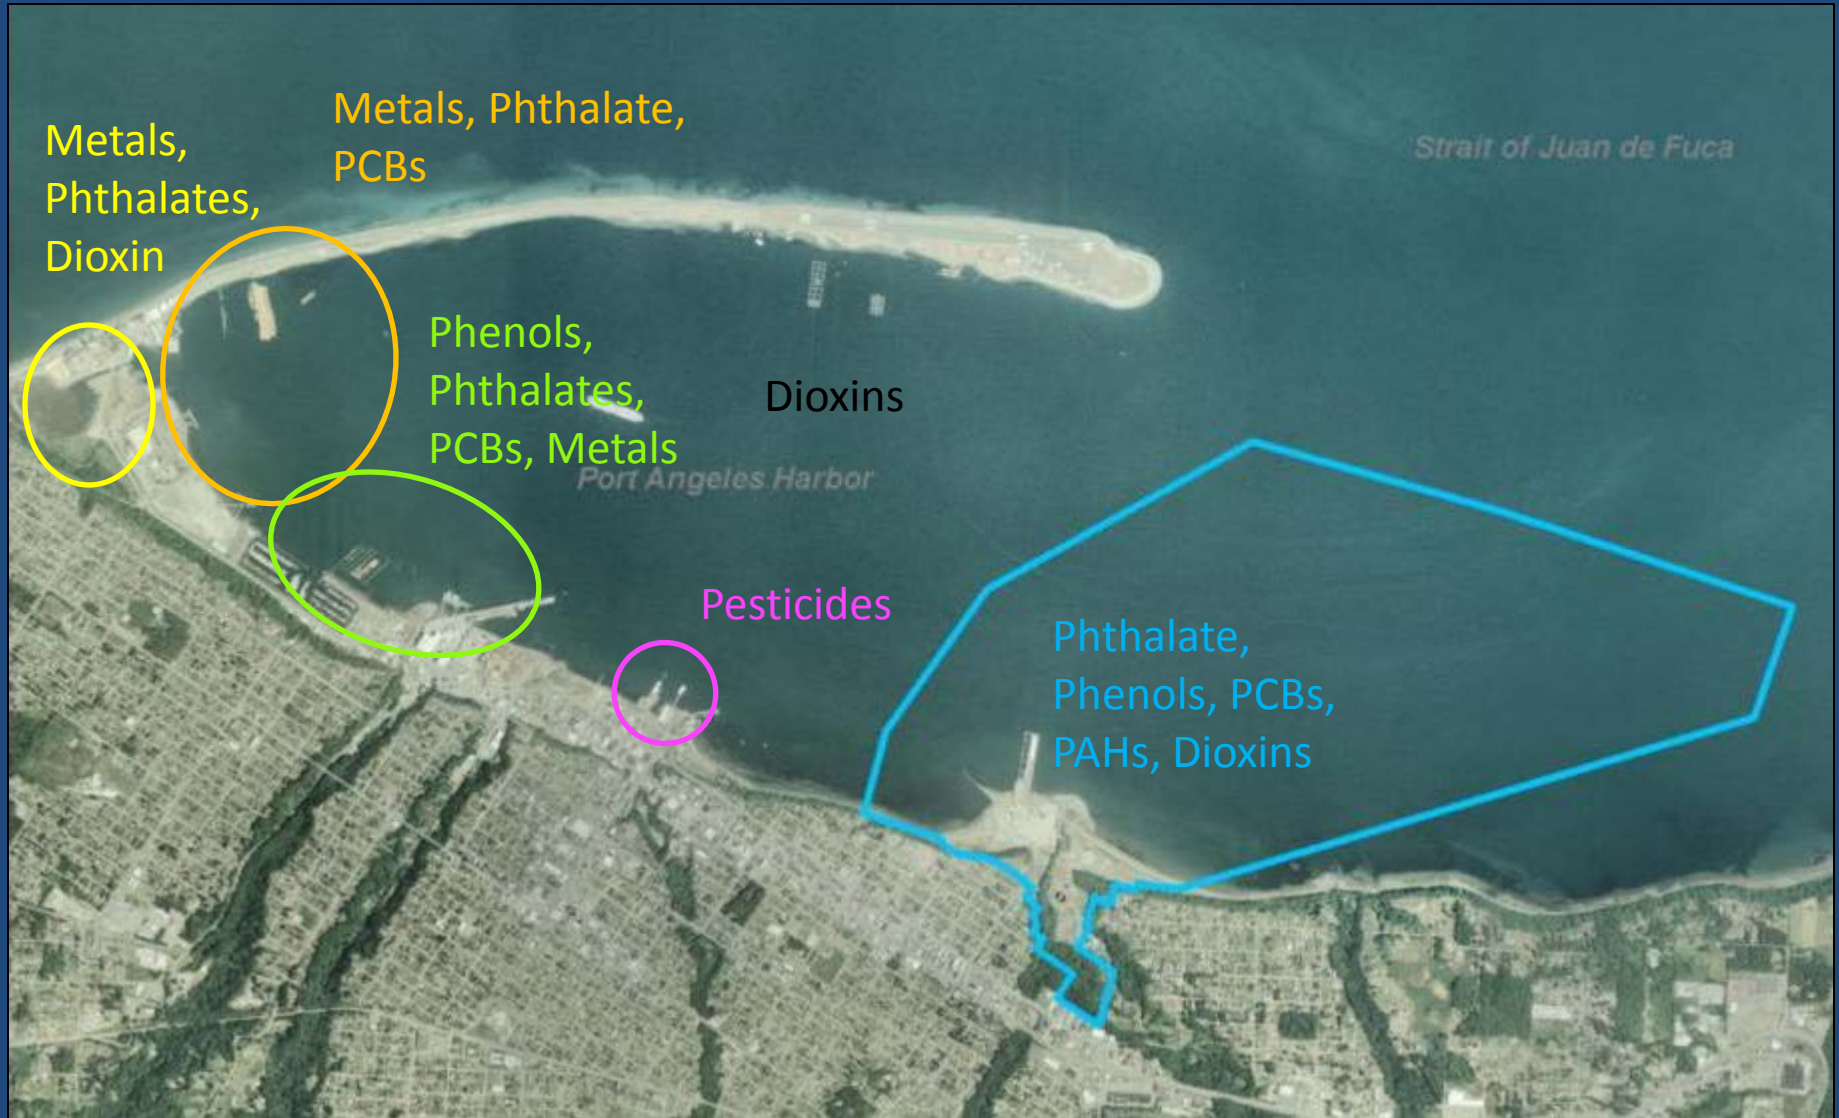 Metals, Phthalate,
PCBs
Metals,
Phthalates,
Dioxin
Strait of Juan de Fuca
Phenols,
Phthalates,
PCBs, Metals
Dioxins
Port Angeles Harbor
Pesticides
Phthalate,
Phenols, PCBs,
PAHs, Dioxins